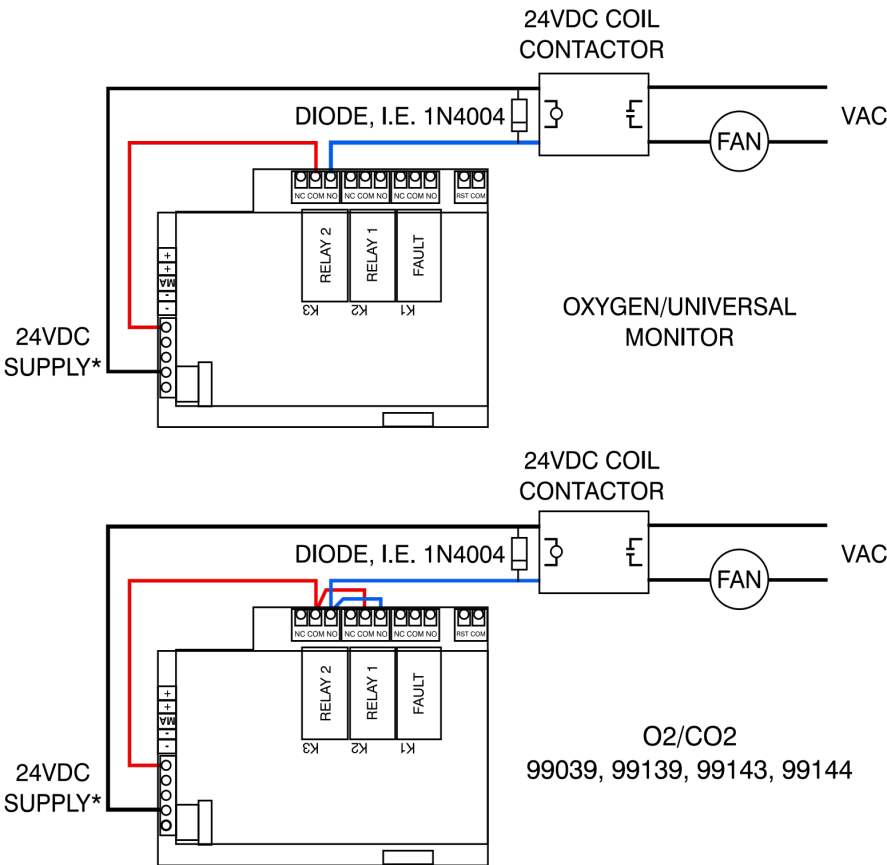 24VDC COIL
CONTACTOR
DIODE, I.E. 1N4004
VAC
FAN
NC COM NO NC COM NO NC COM NO RST COM
RELAY 2
RELAY 1
FAULT
K3
K2
K1
+
+
MA
-
-
OXYGEN/UNIVERSAL
MONITOR
24VDC
SUPPLY*
24VDC COIL
CONTACTOR
DIODE, I.E. 1N4004
VAC
FAN
NC COM NO NC COM NO NC COM NO RST COM
RELAY 2
RELAY 1
FAULT
K3
K2
K1
+
+
MA
-
-
O2/CO2
99039, 99139, 99143, 99144
24VDC
SUPPLY*